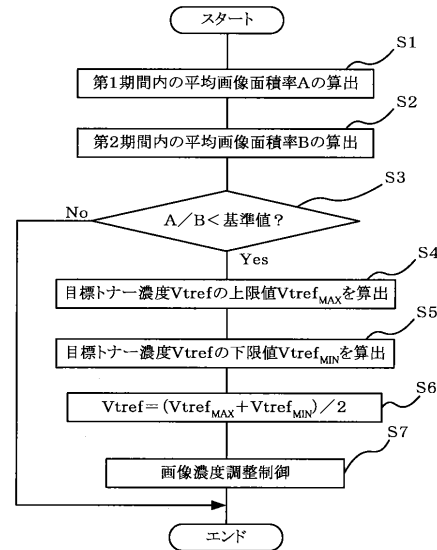 スタート
S1
第1期間内の平均画像面積率Aの算出
S2
第2期間内の平均画像面積率Bの算出
S3
No
A/B<基準値?
Yes
S4
目標トナー濃度Vtrefの上限値VtrefMAXを算出
S5
目標トナー濃度Vtrefの下限値VtrefMINを算出
S6
Vtref=(VtrefMAX+VtrefMIN)/2
S7
画像濃度調整制御
エンド